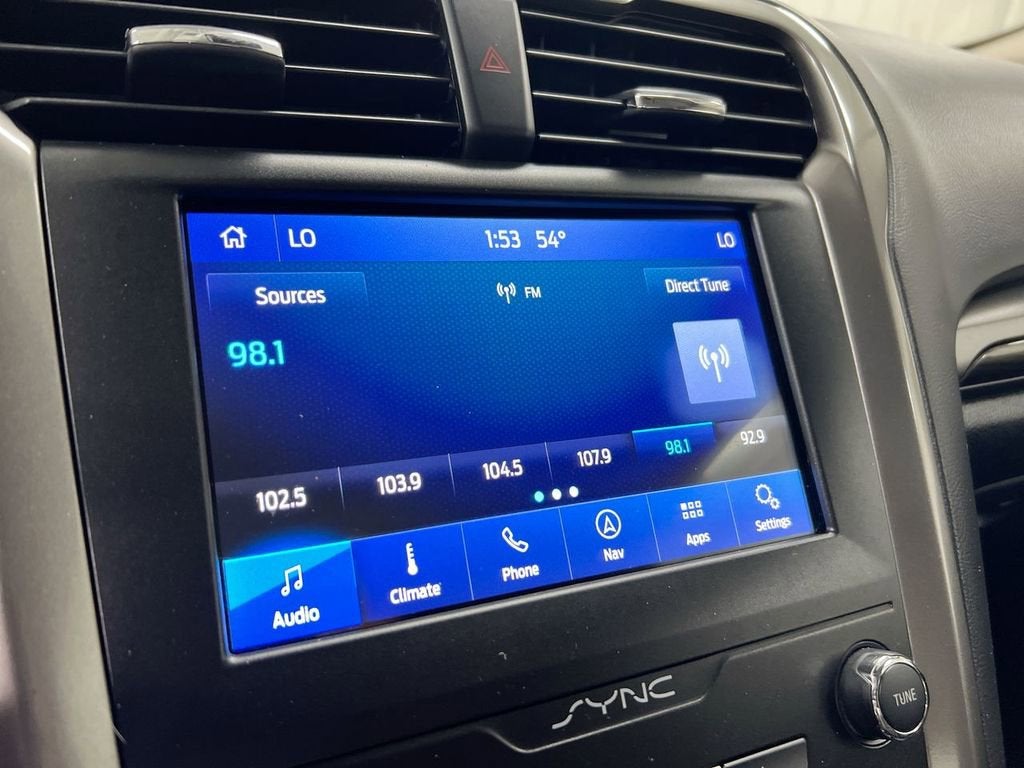 LO 1:53 54° LO
Sources FM Direct Tune
98.1
102.5 103.9 104.5 107.9 98.1 92.9
Audio Climate Phone Nav Apps Settings
SYNC
TUNE